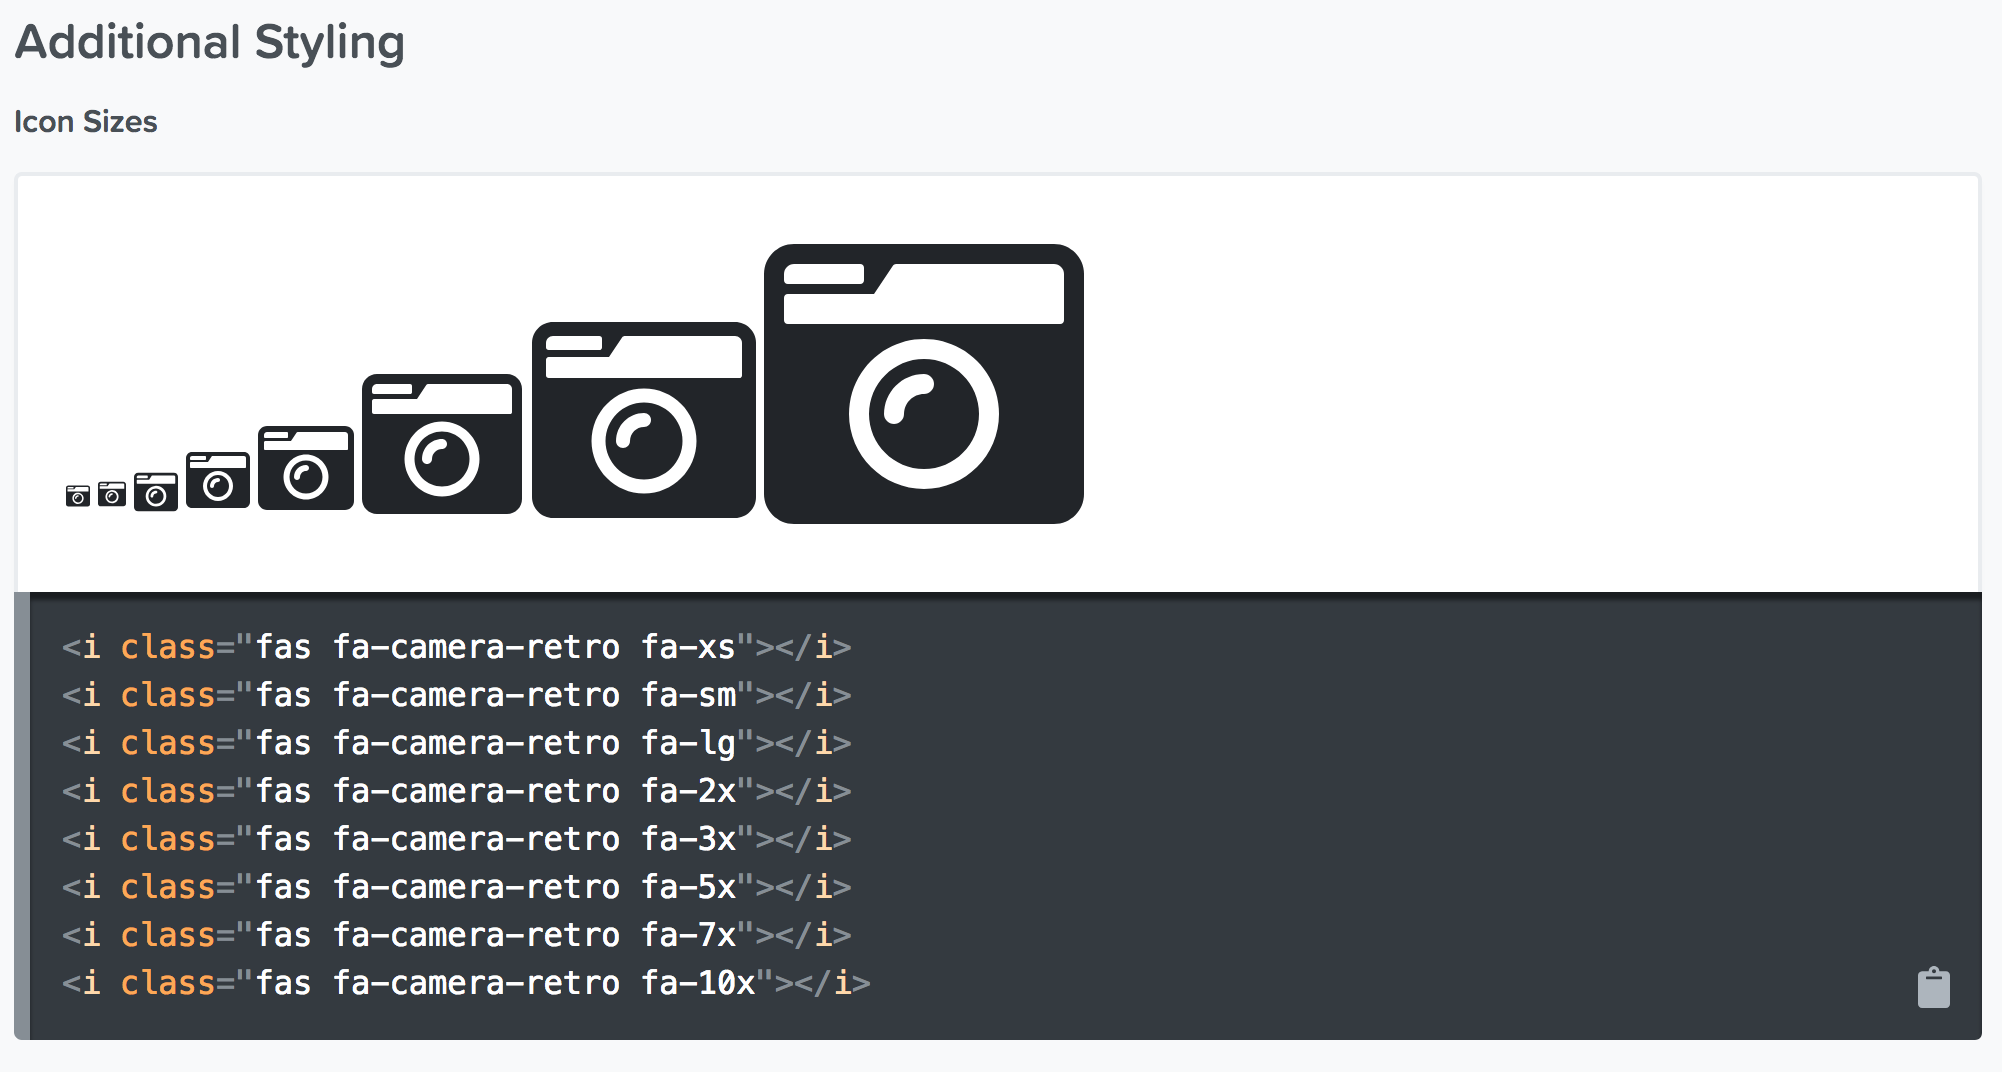 Additional Styling
Icon Sizes
<i class="fas fa-camera-retro fa-xs"></i>
<i class="fas fa-camera-retro fa-sm"></i>
<i class="fas fa-camera-retro fa-lg"></i>
<i class="fas fa-camera-retro fa-2x"></i>
<i class="fas fa-camera-retro fa-3x"></i>
<i class="fas fa-camera-retro fa-5x"></i>
<i class="fas fa-camera-retro fa-7x"></i>
<i class="fas fa-camera-retro fa-10x"></i>